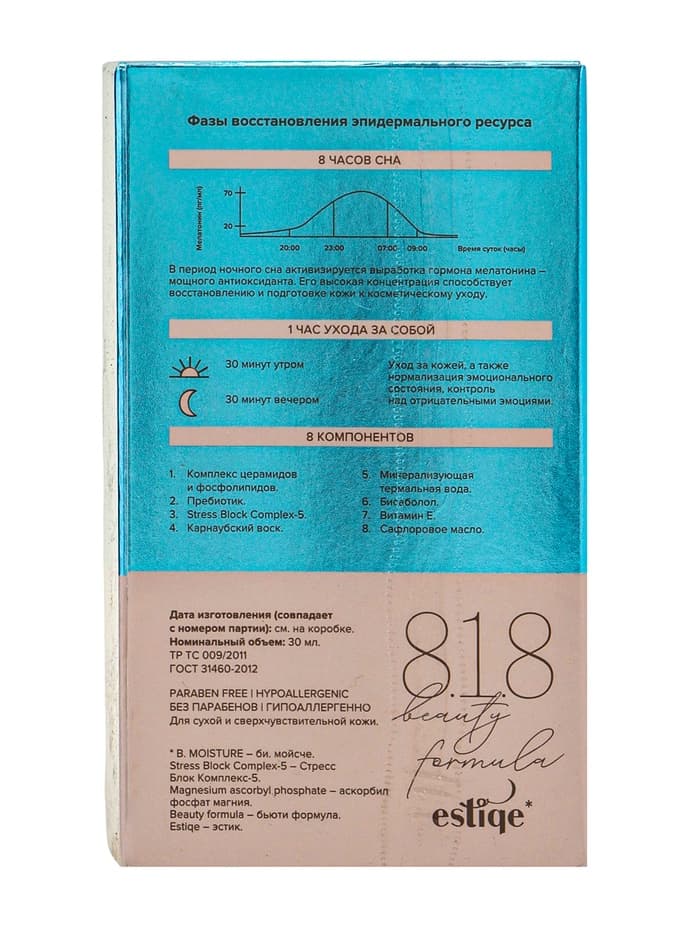 Фазы восстановления эпидермального ресурса
8 ЧАСОВ СНА
Мелатонин (пг/мл)
70
20
20:00 23:00 07:00 09:00 Время суток (часы)
В период ночного сна активизируется выработка гормона мелатонина –
мощного антиоксиданта. Его высокая концентрация способствует
восстановлению и подготовке кожи к косметическому уходу.
1 ЧАС УХОДА ЗА СОБОЙ
30 минут утром
30 минут вечером
Уход за кожей, а также
нормализация эмоционального
состояния, контроль
над отрицательными эмоциями.
8 КОМПОНЕНТОВ
1. Комплекс церамидов
и фосфолипидов.
2. Пребиотик.
3. Stress Block Complex-5.
4. Карнаубский воск.
5. Минерализующая
термальная вода.
6. Бисаболол.
7. Витамин Е.
8. Сафлоровое масло.
Дата изготовления (совпадает
с номером партии): см. на коробке.
Номинальный объем: 30 мл.
ТР ТС 009/2011
ГОСТ 31460-2012
PARABEN FREE | HYPOALLERGENIC
БЕЗ ПАРАБЕНОВ | ГИПОАЛЛЕРГЕННО
Для сухой и сверхчувствительной кожи.
* B. MOISTURE – би. мойсче.
Stress Block Complex-5 – Стресс
Блок Комплекс-5.
Magnesium ascorbyl phosphate – аскорбил
фосфат магния.
Beauty formula – бьюти формула.
Estiqe – эстик.
8.1.8
beauty
formula
estiqe*